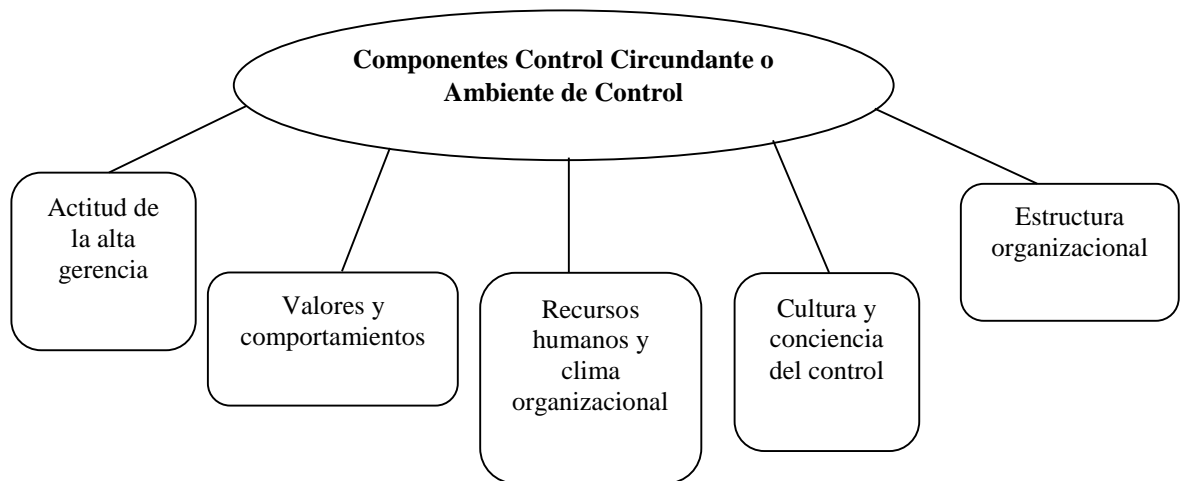 Componentes Control Circundante o
Ambiente de Control
Actitud de
la alta
gerencia
Valores y
comportamientos
Recursos
humanos y
clima
organizacional
Cultura y
conciencia
del control
Estructura
organizacional